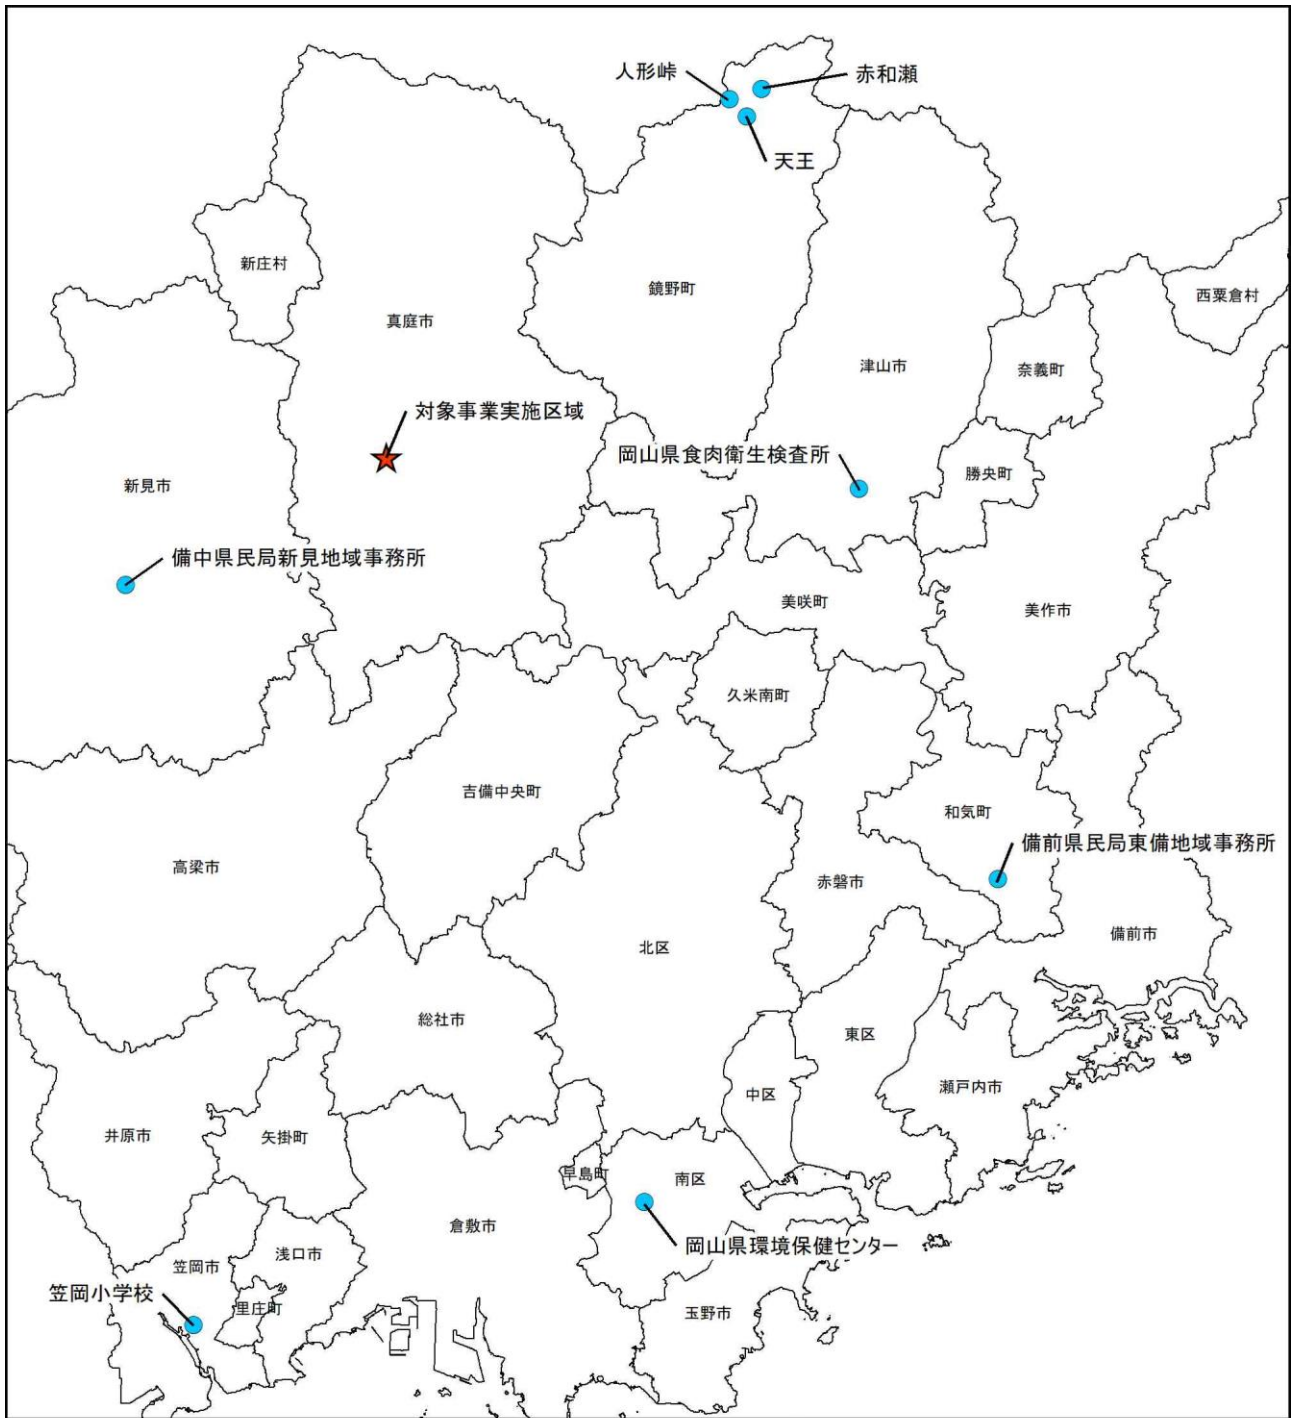 人形峠
赤和瀬
天王
新庄村
鏡野町
西粟倉村
真庭市
津山市
奈義町
対象事業実施区域
岡山県食肉衛生検査所
勝央町
新見市
備中県民局新見地域事務所
美咲町
美作市
久米南町
吉備中央町
和気町
備前県民局東備地域事務所
高梁市
赤磐市
北区
備前市
総社市
東区
瀬戸内市
中区
井原市
矢掛町
早島町
南区
倉敷市
岡山県環境保健センター
浅口市
笠岡市
笠岡小学校
里庄町
玉野市